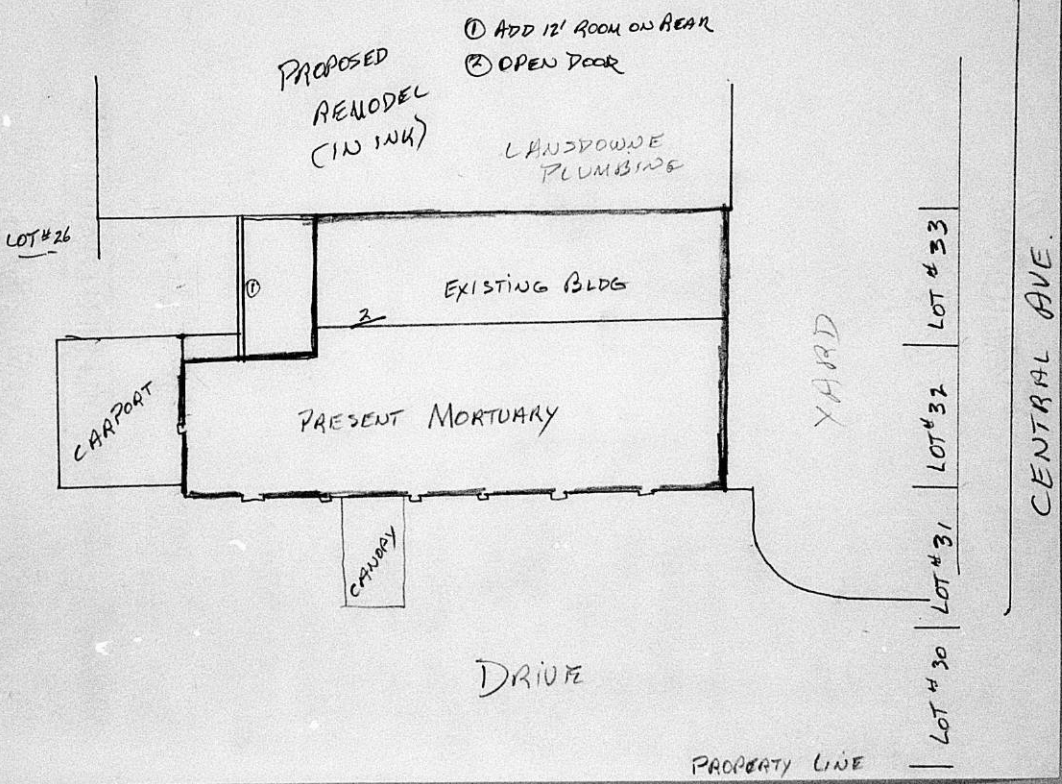 ① ADD 12' ROOM ON REAR
② OPEN DOOR
PROPOSED
REMODEL
(IN INK)
LANSDOWNE
PLUMBING
LOT # 26
①
EXISTING BLDG
2
CARPORT
PRESENT MORTUARY
CANOPY
YARD
LOT # 33
LOT # 32
LOT # 31
LOT # 30
CENTRAL AVE.
DRIVE
PROPERTY LINE